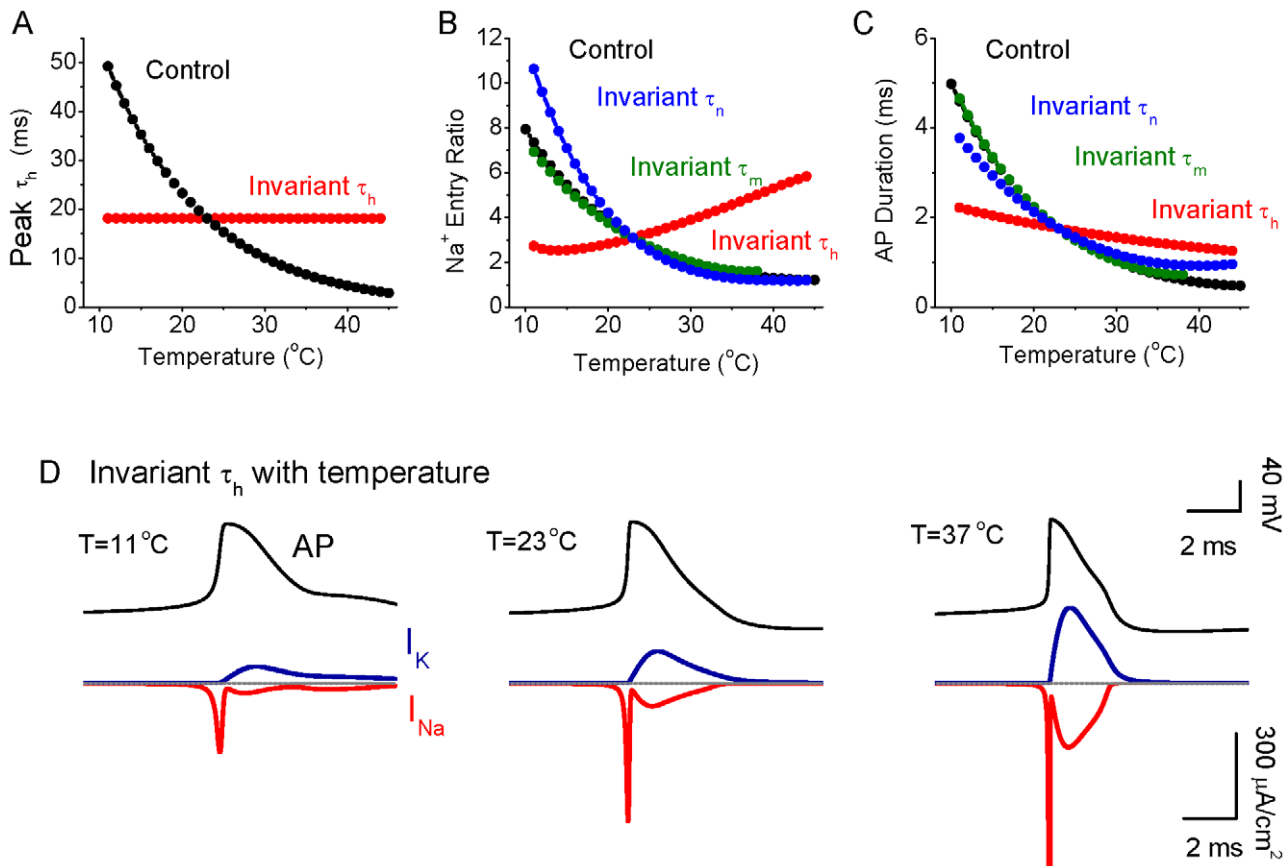 A
Peak τh (ms)
50
40
30
20
10
0
Control
Invariant τh
10 20 30 40
Temperature (°C)
B
Na+ Entry Ratio
12
10
8
6
4
2
0
Control
Invariant τn
Invariant τm
Invariant τh
10 20 30 40
Temperature (°C)
C
AP Duration (ms)
6
4
2
0
Control
Invariant τn
Invariant τm
Invariant τh
10 20 30 40
Temperature (°C)
D Invariant τh with temperature
40 mV
2 ms
T=11°C
AP
T=23°C
T=37°C
IK
INa
300 μA/cm2
2 ms